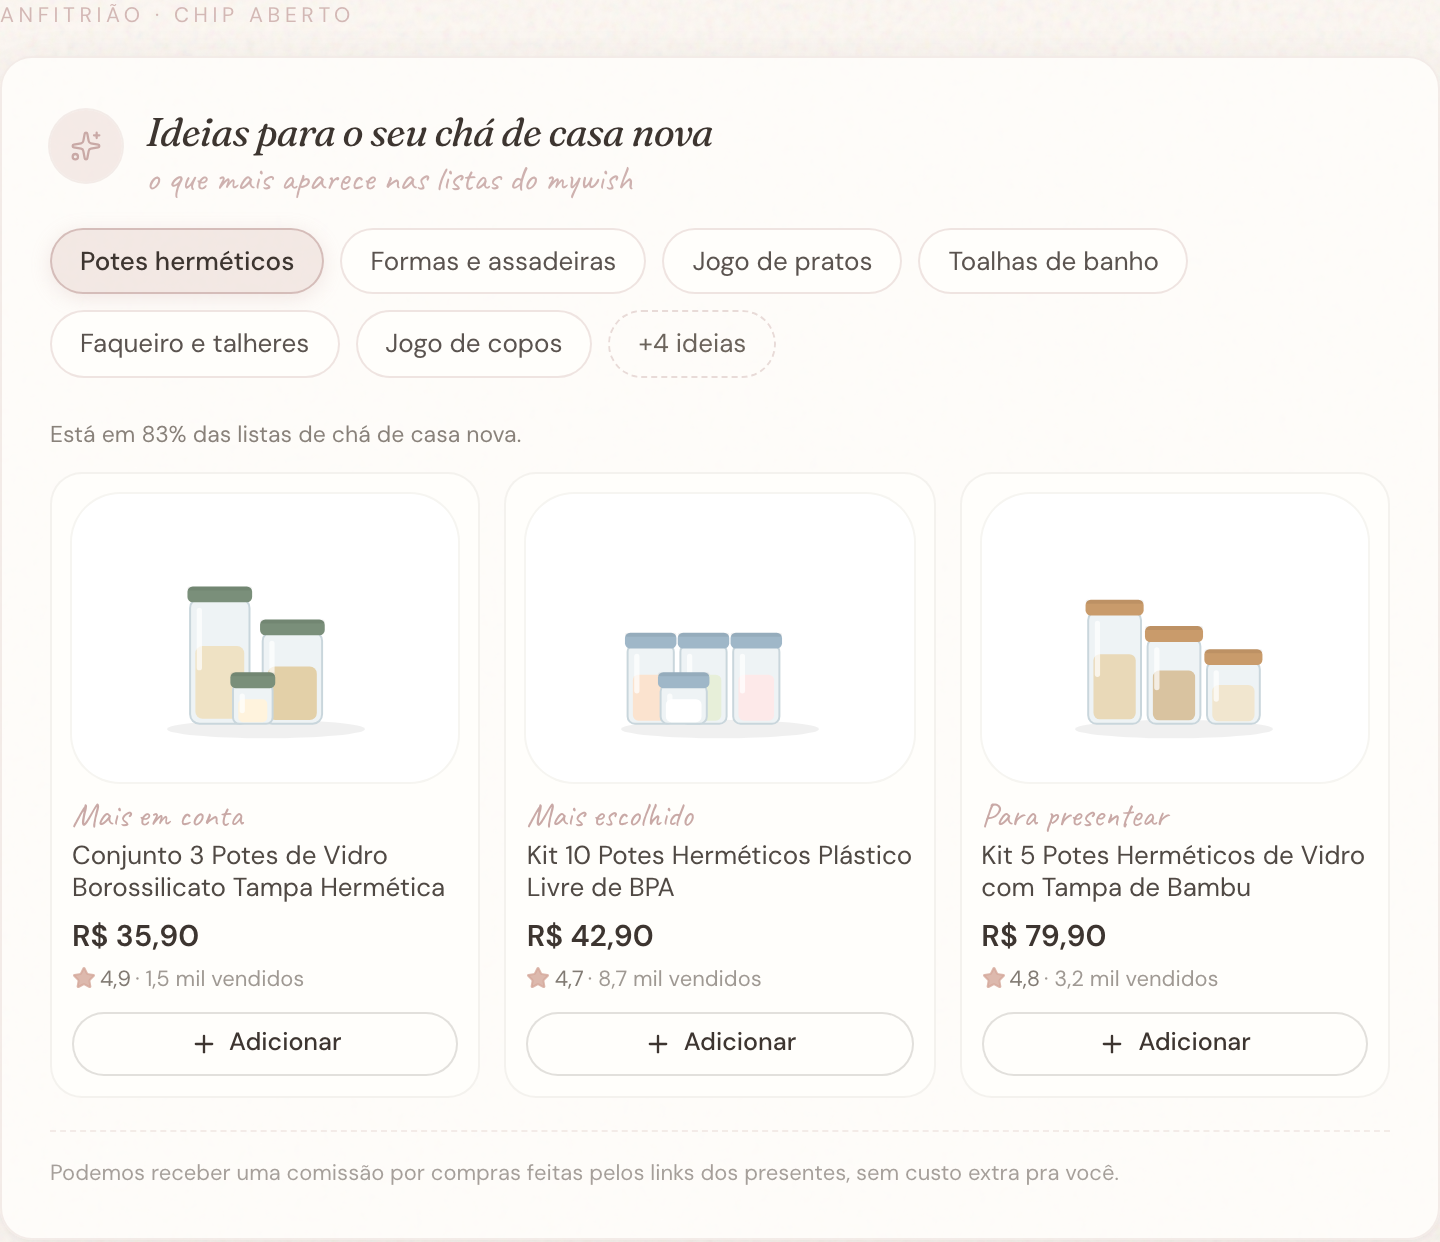 ANFITRIÃO · CHIP ABERTO
Ideias para o seu chá de casa nova
o que mais aparece nas listas do mywish
Potes herméticos
Formas e assadeiras
Jogo de pratos
Toalhas de banho
Faqueiro e talheres
Jogo de copos
+4 ideias
Está em 83% das listas de chá de casa nova.
Mais em conta
Conjunto 3 Potes de Vidro
Borossilicato Tampa Hermética
R$ 35,90
4,9 · 1,5 mil vendidos
+ Adicionar
Mais escolhido
Kit 10 Potes Herméticos Plástico
Livre de BPA
R$ 42,90
4,7 · 8,7 mil vendidos
+ Adicionar
Para presentear
Kit 5 Potes Herméticos de Vidro
com Tampa de Bambu
R$ 79,90
4,8 · 3,2 mil vendidos
+ Adicionar
Podemos receber uma comissão por compras feitas pelos links dos presentes, sem custo extra pra você.